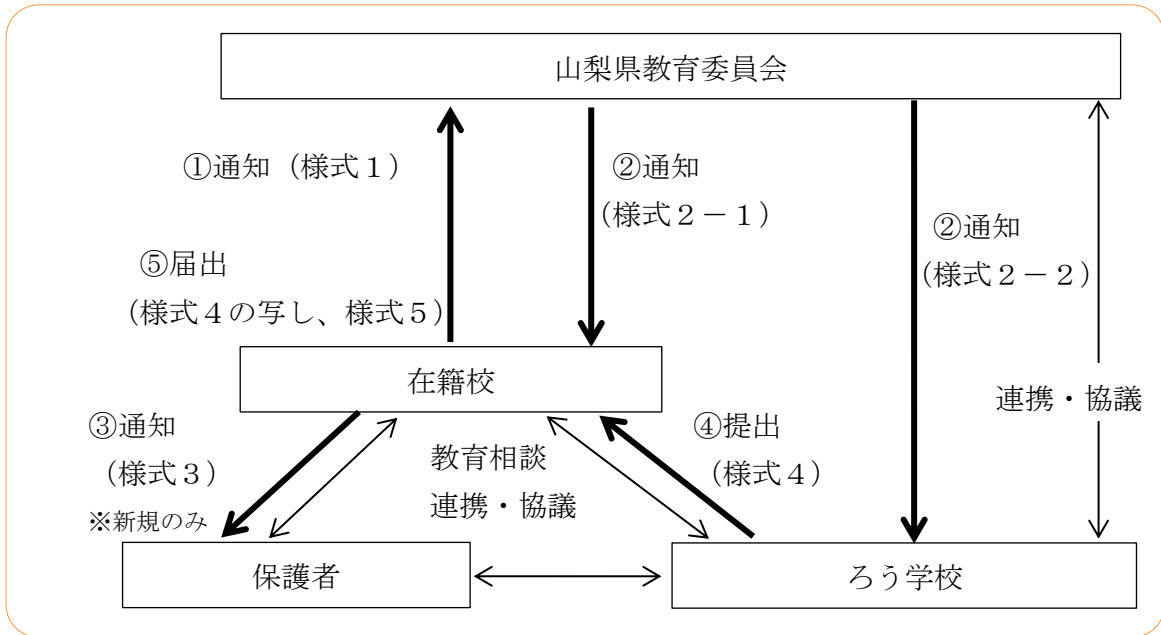 山梨県教育委員会
①通知（様式１）
②通知
（様式２－１）
②通知
（様式２－２）
⑤届出
（様式４の写し、様式５）
在籍校
連携・協議
③通知
（様式３）
※新規のみ
教育相談
連携・協議
④提出
（様式４）
保護者
ろう学校